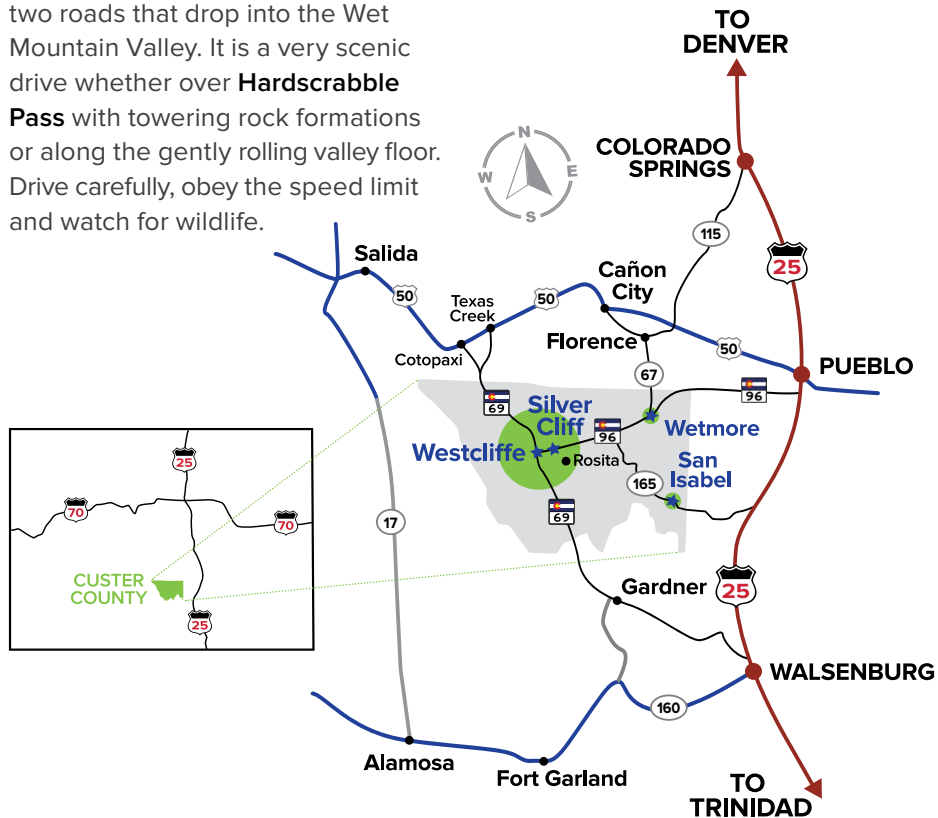 two roads that drop into the Wet
Mountain Valley. It is a very scenic
drive whether over Hardscrabble
Pass with towering rock formations
or along the gently rolling valley floor.
Drive carefully, obey the speed limit
and watch for wildlife.
TO
DENVER
N
W
E
S
COLORADO
SPRINGS
115
25
Salida
50
Texas
Creek
50
Cañon
City
Cotopaxi
Florence
50
PUEBLO
67
69
96
Silver
Cliff
96
Wetmore
Westcliffe
Rosita
San
Isabel
165
69
17
25
70
70
CUSTER
COUNTY
25
Gardner
25
WALSENBURG
160
Alamosa
Fort Garland
TO
TRINIDAD